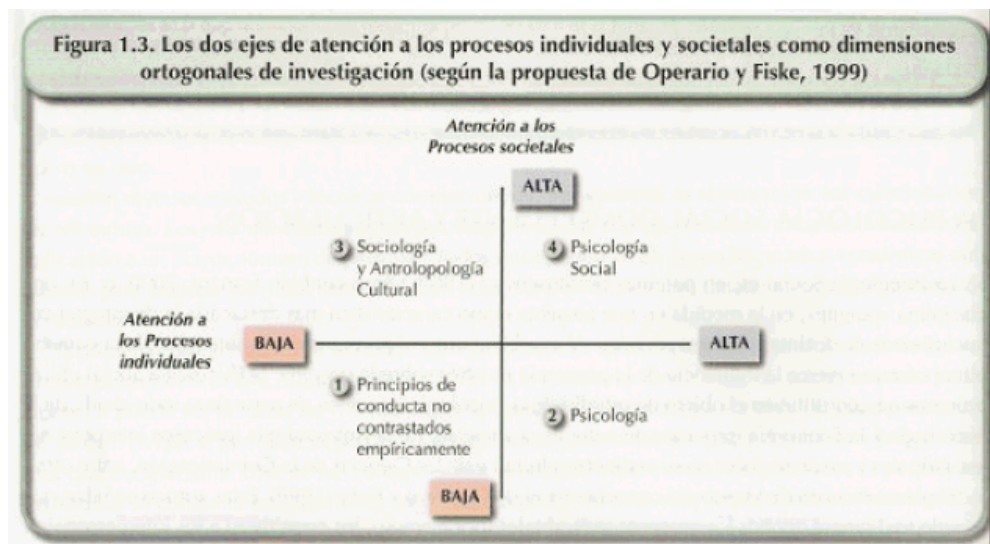 Figura 1.3. Los dos ejes de atención a los procesos individuales y societales como dimensiones
ortogonales de investigación (según la propuesta de Operario y Fiske, 1999)
Atención a los
Procesos societales
ALTA
3 Sociología
y Antrolopología
Cultural
4 Psicología
Social
Atención a
los Procesos
individuales
BAJA
ALTA
1 Principios de
conducta no
contrastados
empíricamente
2 Psicología
BAJA